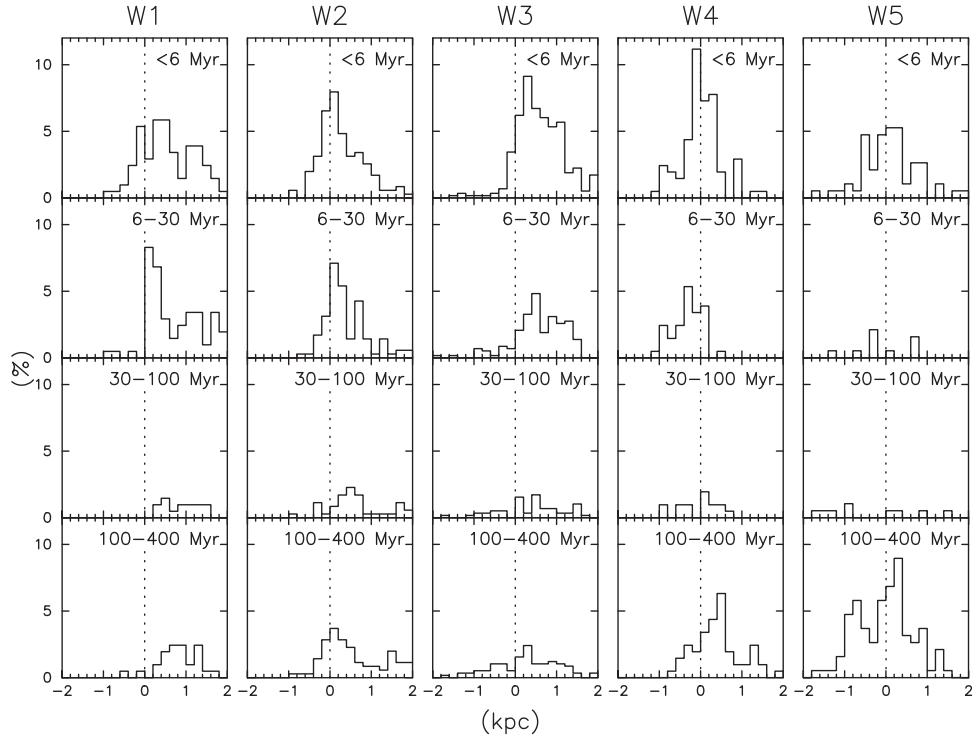 W1 W2 W3 W4 W5
10 <6 Myr <6 Myr <6 Myr <6 Myr <6 Myr
5
0
10 6−30 Myr 6−30 Myr 6−30 Myr 6−30 Myr 6−30 Myr
5
0
(%)
10 30−100 Myr 30−100 Myr 30−100 Myr 30−100 Myr 30−100 Myr
5
0
10 100−400 Myr 100−400 Myr 100−400 Myr 100−400 Myr 100−400 Myr
5
0
−2 −1 0 1 2 −2 −1 0 1 2 −2 −1 0 1 2 −2 −1 0 1 2 −2 −1 0 1 2
(kpc)